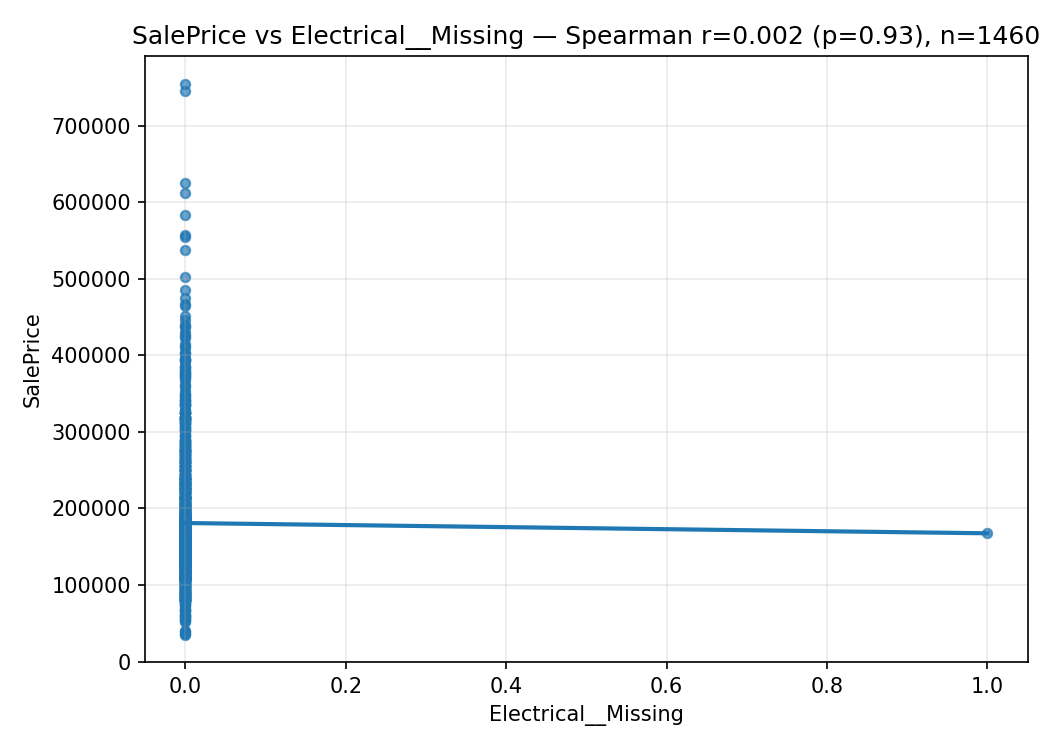 SalePrice vs Electrical__Missing — Spearman r=0.002 (p=0.93), n=1460
700000
600000
500000
400000
300000
200000
100000
0
SalePrice
0.0 0.2 0.4 0.6 0.8 1.0
Electrical__Missing